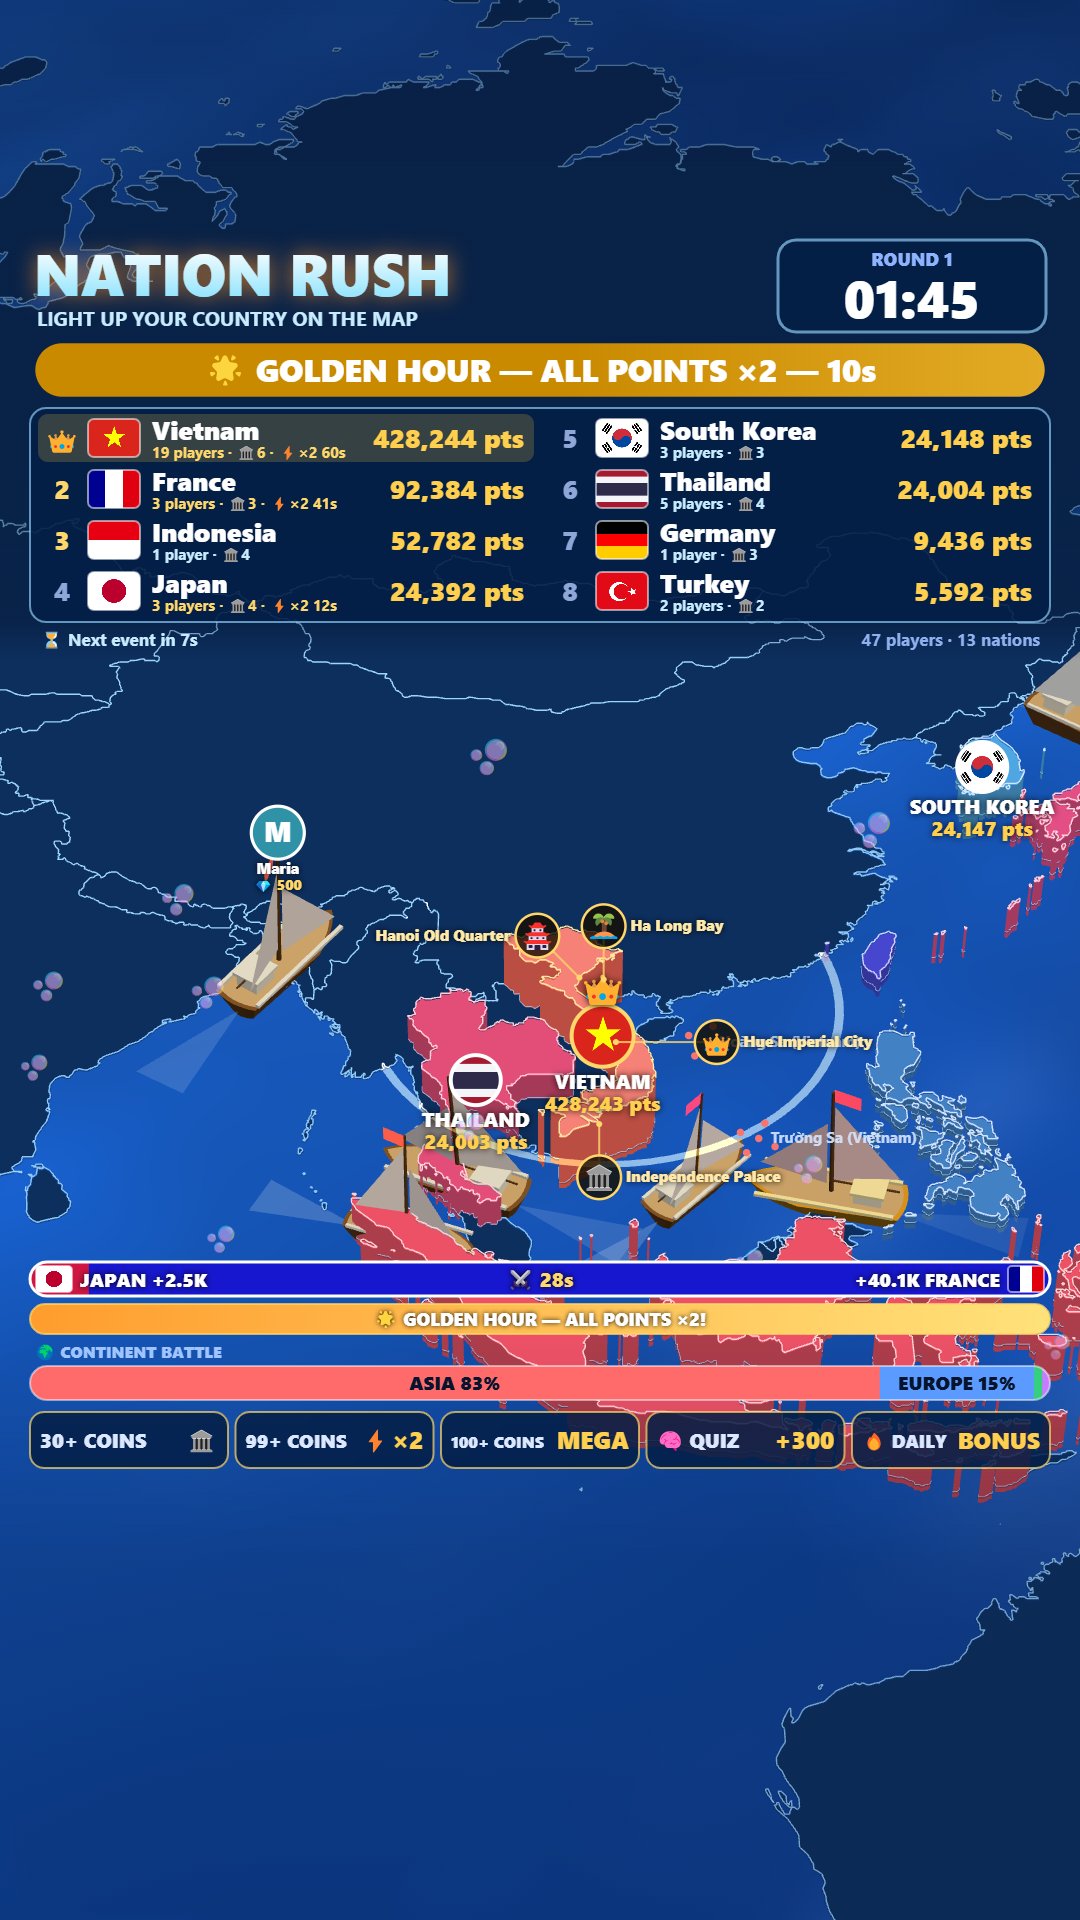 NATION RUSH
LIGHT UP YOUR COUNTRY ON THE MAP
ROUND 1
01:45
GOLDEN HOUR — ALL POINTS ×2 — 10s
Vietnam
19 players · 6 · ×2 60s
428,244 pts
2
France
3 players · 3 · ×2 41s
92,384 pts
3
Indonesia
1 player · 4
52,782 pts
4
Japan
3 players · 4 · ×2 12s
24,392 pts
5
South Korea
3 players · 3
24,148 pts
6
Thailand
5 players · 4
24,004 pts
7
Germany
1 player · 3
9,436 pts
8
Turkey
2 players · 2
5,592 pts
Next event in 7s
47 players · 13 nations
SOUTH KOREA
24,147 pts
M
Maria
500
Hanoi Old Quarter
Ha Long Bay
Hue Imperial City
VIETNAM
428,243 pts
THAILAND
24,003 pts
Trường Sa (Vietnam)
Independence Palace
JAPAN +2.5K
28s
+40.1K FRANCE
GOLDEN HOUR — ALL POINTS ×2!
CONTINENT BATTLE
ASIA 83%
EUROPE 15%
30+ COINS
99+ COINS ×2
100+ COINS MEGA
QUIZ +300
DAILY BONUS